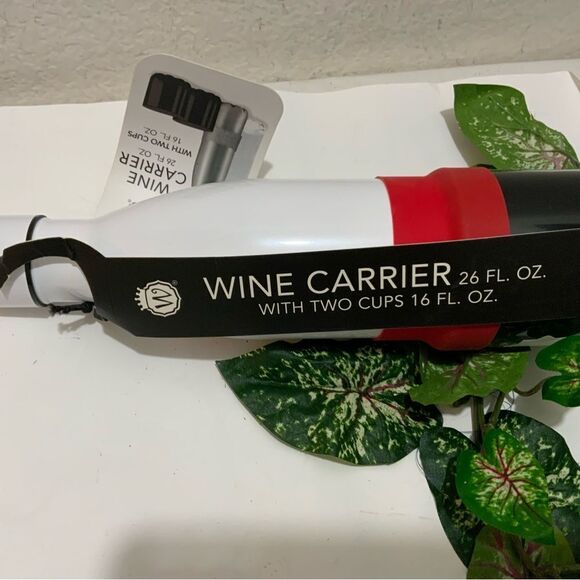 WINE CARRIER 26 FL. OZ.
WITH TWO CUPS 16 FL. OZ.
W
WINE
CARRIER
26 FL. OZ.
WITH TWO CUPS
16 FL. OZ.